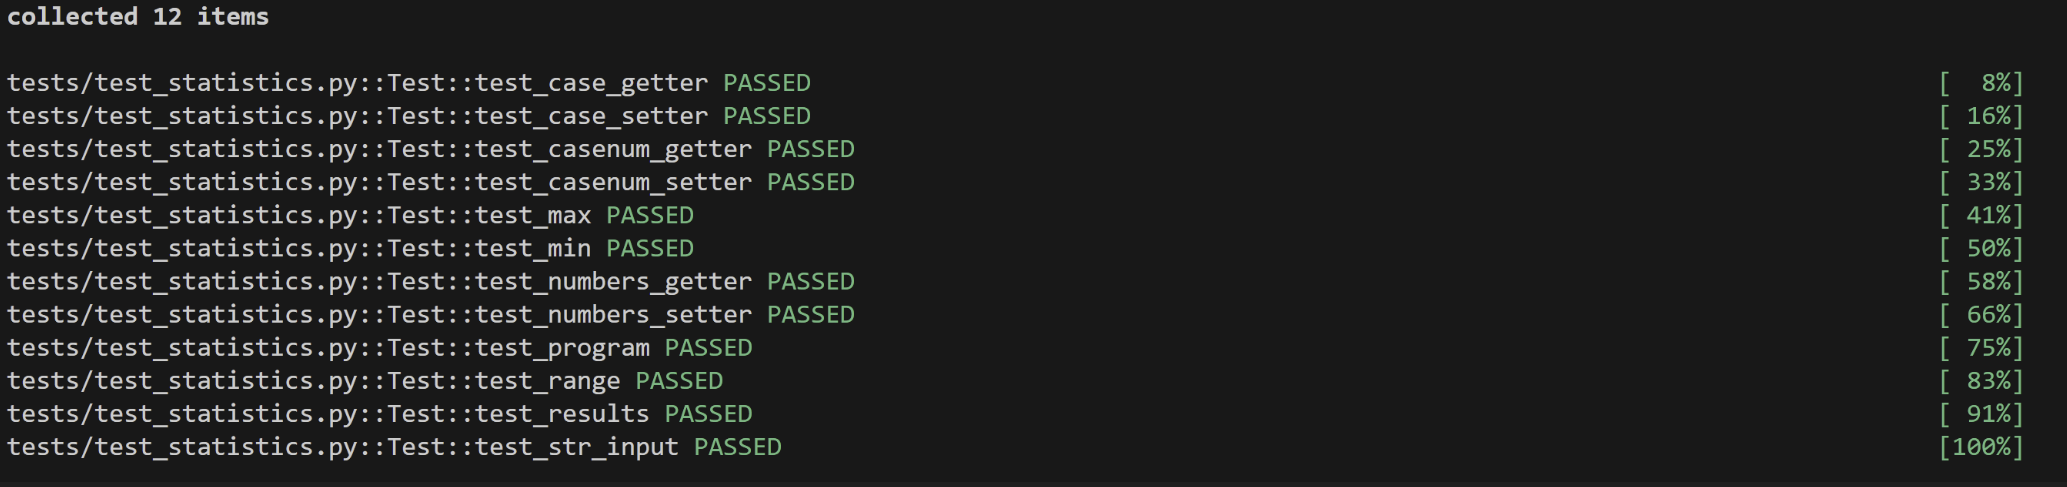 collected 12 items
tests/test_statistics.py::Test::test_case_getter PASSED [  8%]
tests/test_statistics.py::Test::test_case_setter PASSED [ 16%]
tests/test_statistics.py::Test::test_casenum_getter PASSED [ 25%]
tests/test_statistics.py::Test::test_casenum_setter PASSED [ 33%]
tests/test_statistics.py::Test::test_max PASSED [ 41%]
tests/test_statistics.py::Test::test_min PASSED [ 50%]
tests/test_statistics.py::Test::test_numbers_getter PASSED [ 58%]
tests/test_statistics.py::Test::test_numbers_setter PASSED [ 66%]
tests/test_statistics.py::Test::test_program PASSED [ 75%]
tests/test_statistics.py::Test::test_range PASSED [ 83%]
tests/test_statistics.py::Test::test_results PASSED [ 91%]
tests/test_statistics.py::Test::test_str_input PASSED [100%]